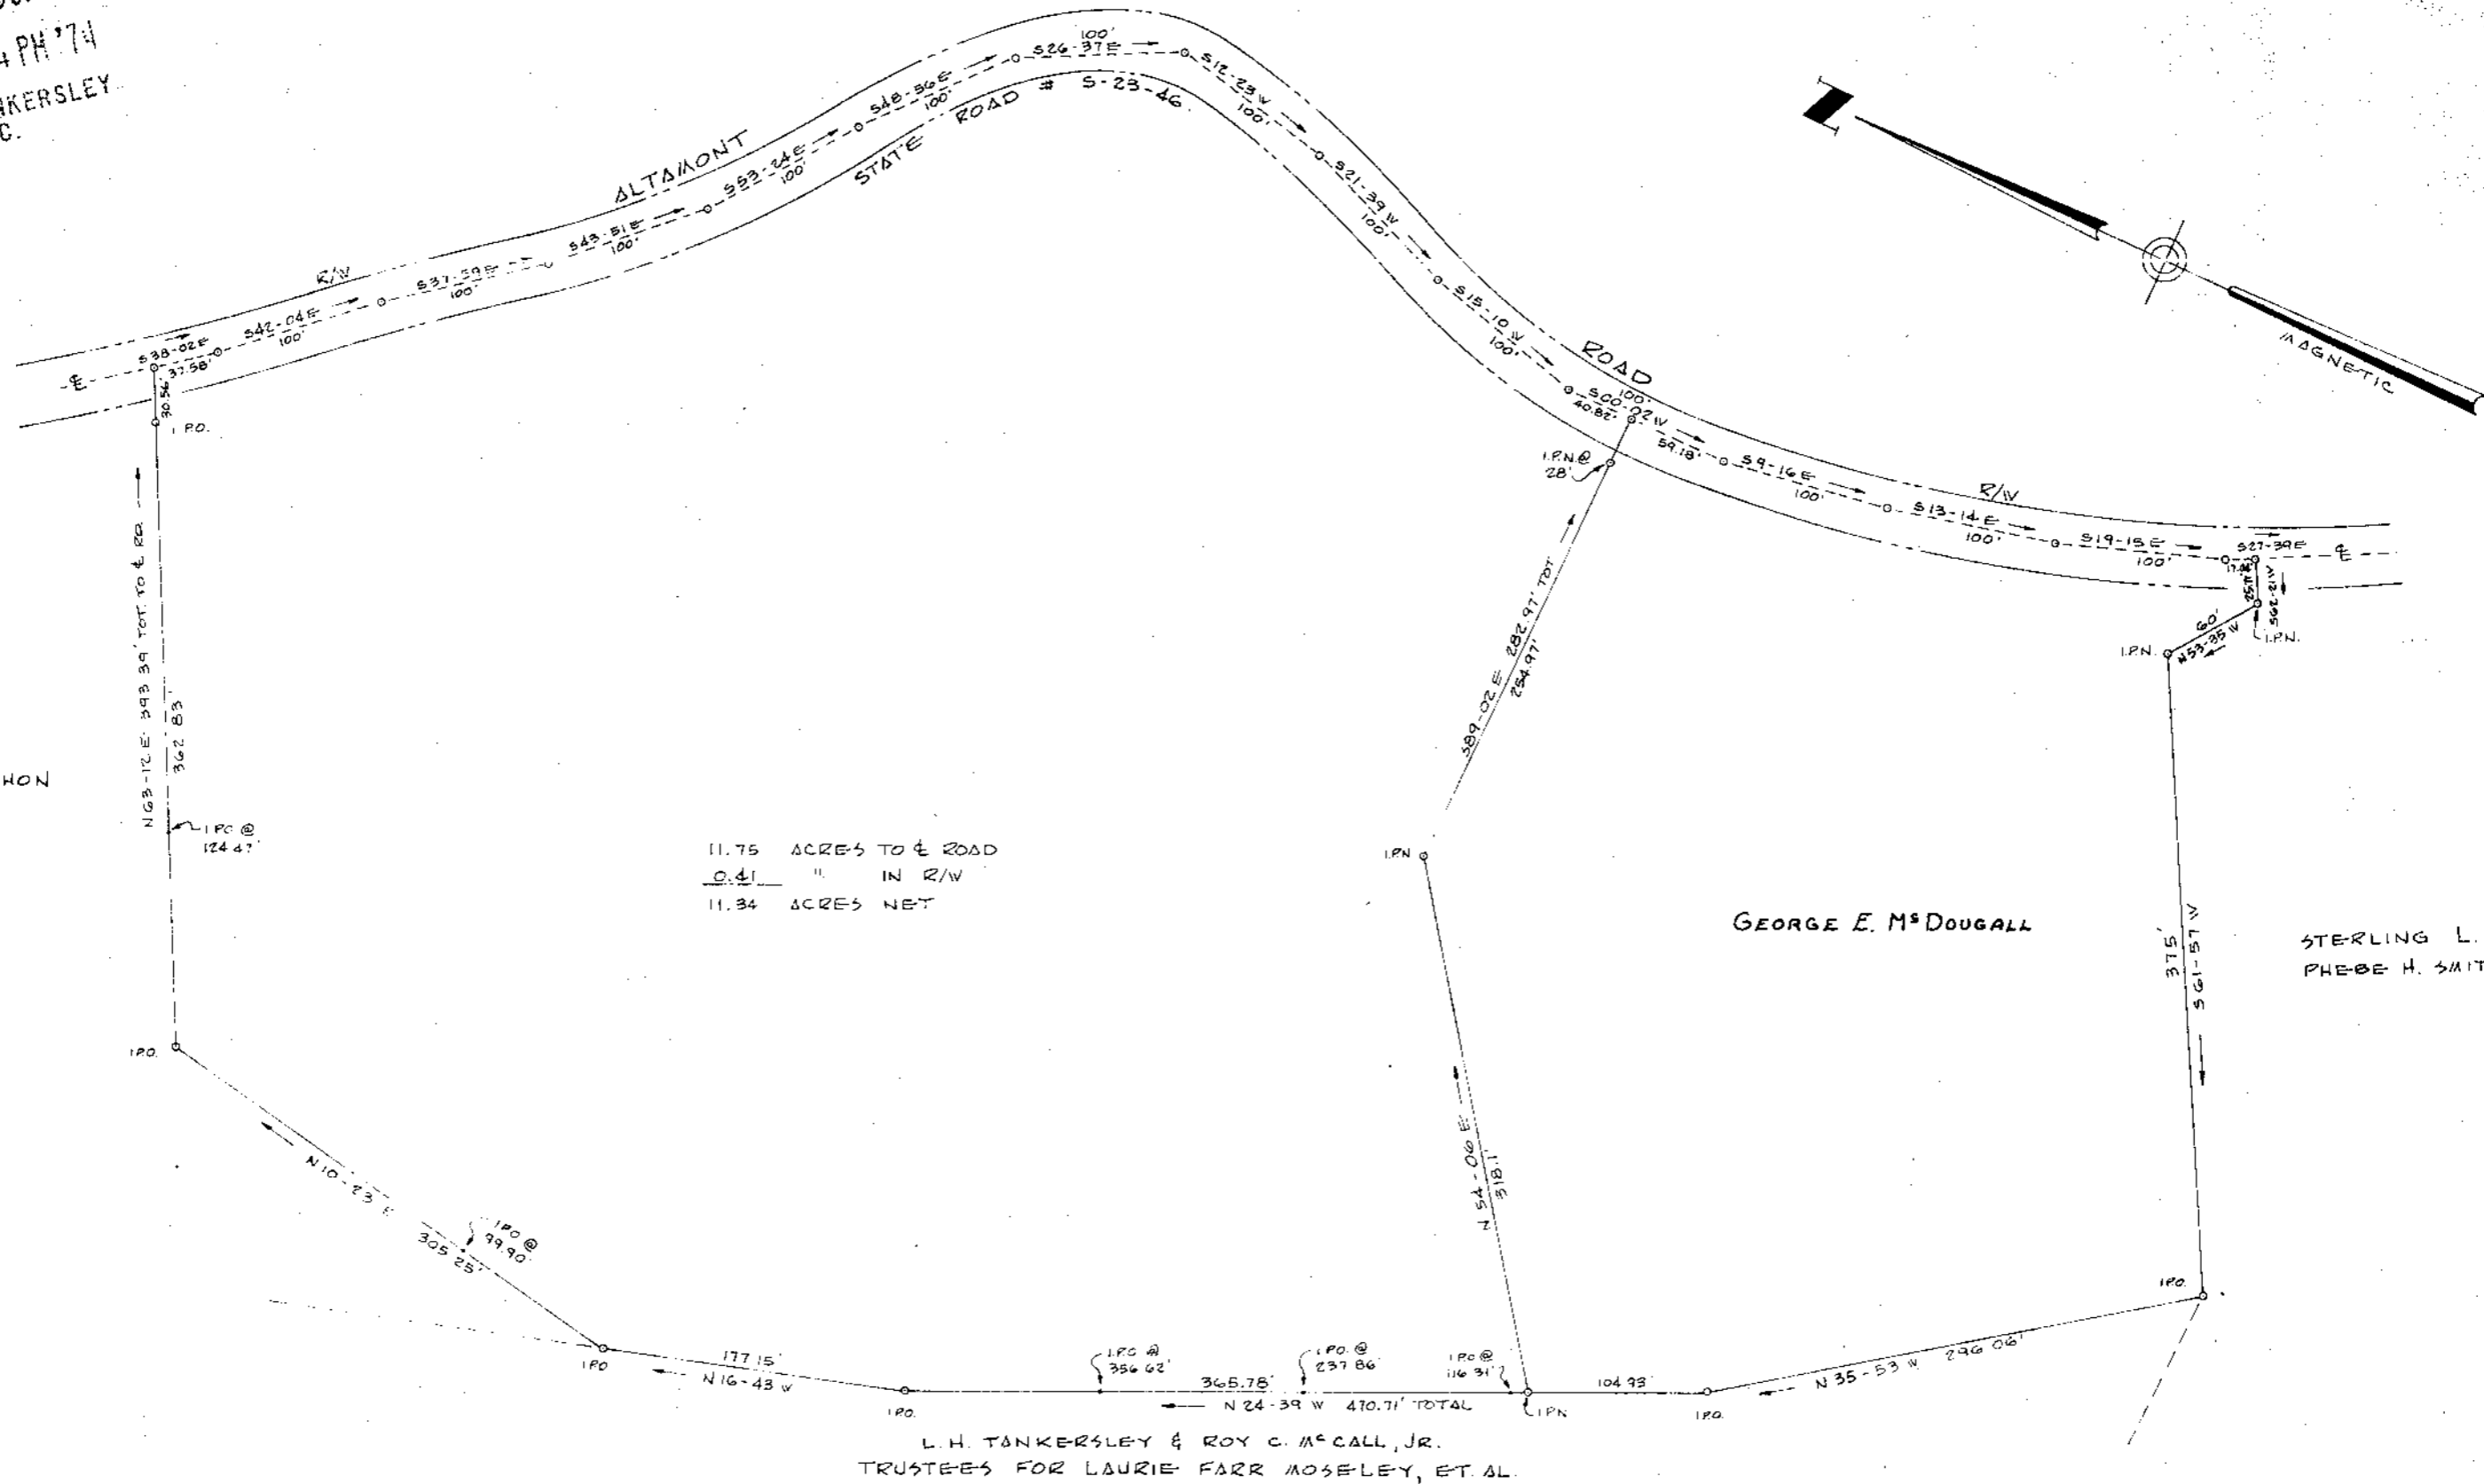 4 PM '74
C.
ALTAMONT
ROAD
STATE ROAD # S-23-46
R/W
℄
S38-02E
37.58'
30.56'
I.P.O.
S42-04E
100'
S37-39E
100'
S43-51E
100'
S53-24E
100'
S48-56E
100'
100'
S26-37E
S12-23W
100'
S21-39W
100'
S15-10W
100'
100'
S00-02W
40.82'
59.18'
I.P.N.@
28'
S9-16E
100'
R/W
S13-14E
100'
S19-15E
100'
S27-39E
℄
S62-21W
60'
N53-35W
I.P.N.
I.P.N.
MAGNETIC
N63-12E 393.39' TOT. TO ℄ RD.
362.83'
I.P.O @
124.47'
HON
11.75 ACRES TO ℄ ROAD
0.41 " IN R/W
11.34 ACRES NET
S89-02E 282.97' TOT
254.97'
I.P.N
GEORGE E. McDOUGALL
STERLING L.
PHEBE H. SMIT
375'
S61-57W
I.P.O.
N54-06E
318.1'
I.P.O.
N10-23E
305.25'
I.P.O @
99.90'
I.P.O
177.15'
N16-43W
I.P.O.
I.P.O @
356.62'
365.78'
I.P.O. @
237.86'
I.P.O @
116.31'
N24-39W 470.71' TOTAL
I.P.N
104.93'
I.P.O.
N35-53W 296.06'
L.H. TANKERSLEY & ROY C. McCALL, JR.
TRUSTEES FOR LAURIE FARR MOSELEY, ET. AL.